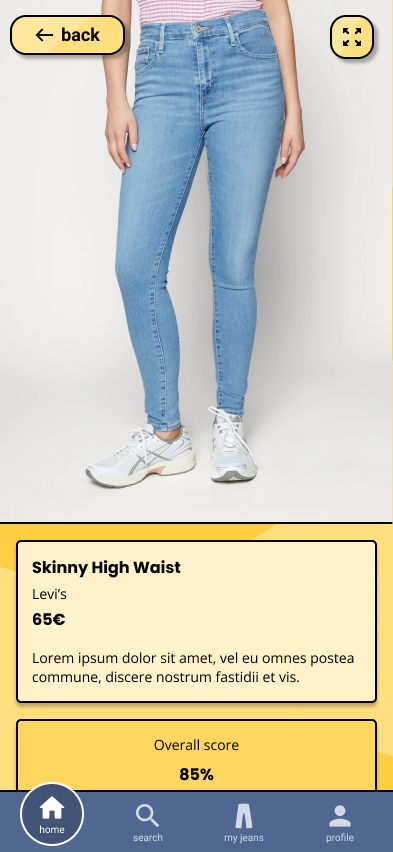 back
Skinny High Waist
Levi's
65€
Lorem ipsum dolor sit amet, vel eu omnes postea
commune, discere nostrum fastidii et vis.
Overall score
85%
home
search
my jeans
profile